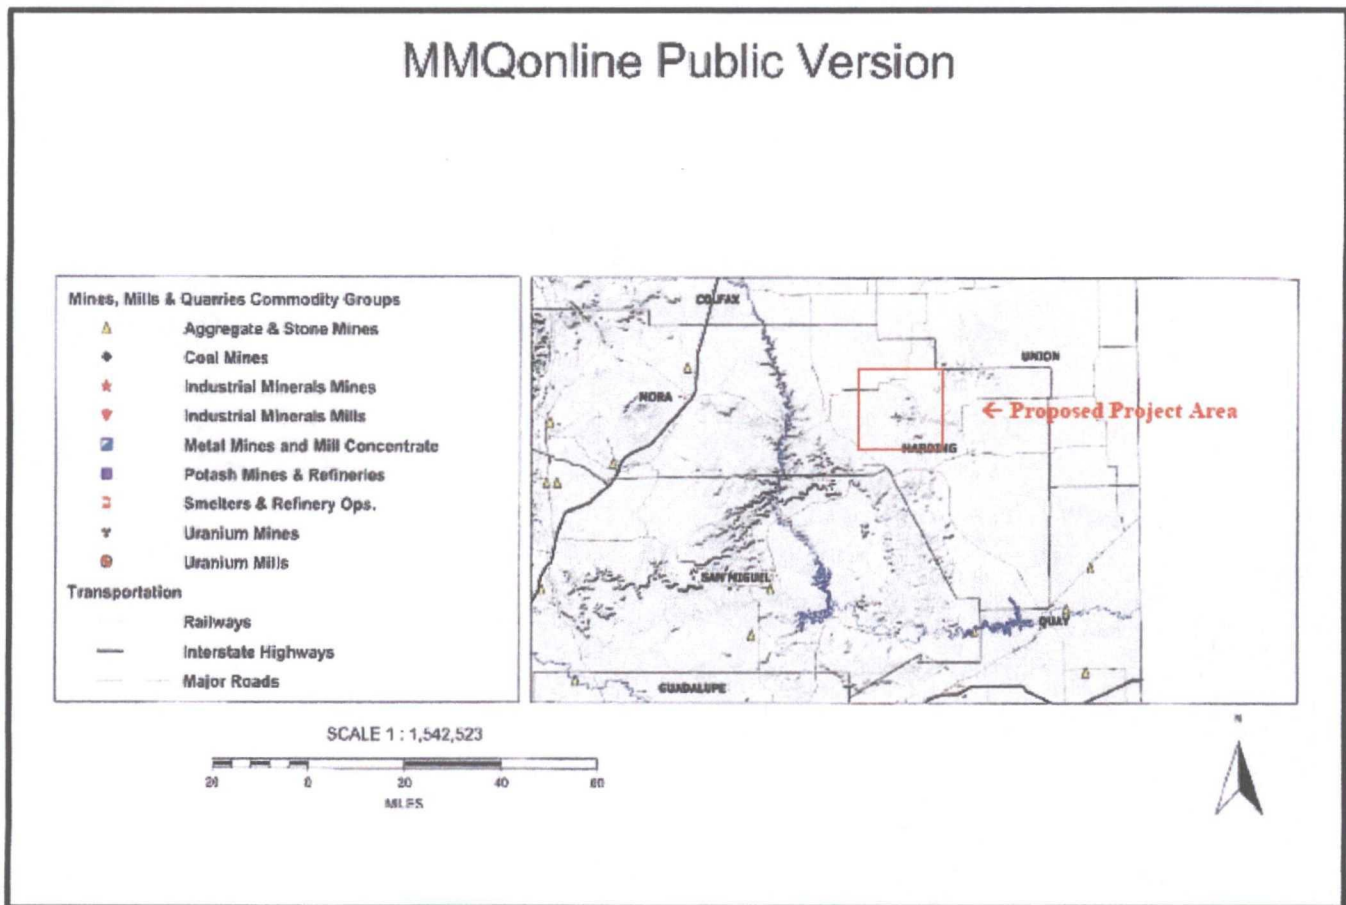 MMQonline Public Version
Mines, Mills & Quarries Commodity Groups
Aggregate & Stone Mines
Coal Mines
Industrial Minerals Mines
Industrial Minerals Mills
Metal Mines and Mill Concentrate
Potash Mines & Refineries
Smelters & Refinery Ops.
Uranium Mines
Uranium Mills
Transportation
Railways
Interstate Highways
Major Roads
COLFAX
UNION
MORA
← Proposed Project Area
HARDING
SAN MIGUEL
QUAY
GUADALUPE
SCALE 1 : 1,542,523
20 0 20 40 60
MILES
N